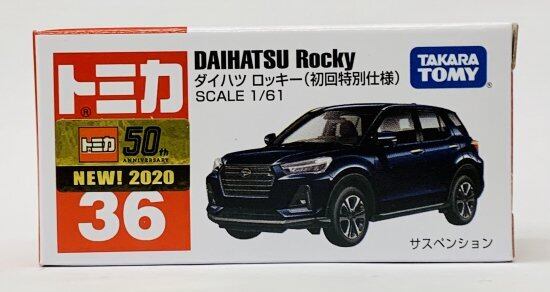 トミカ
®
トミカ 50th
ANNIVERSARY
NEW! 2020
36
DAIHATSU Rocky
ダイハツ ロッキー(初回特別仕様)
SCALE 1/61
TAKARA
TOMY
®
サスペンション